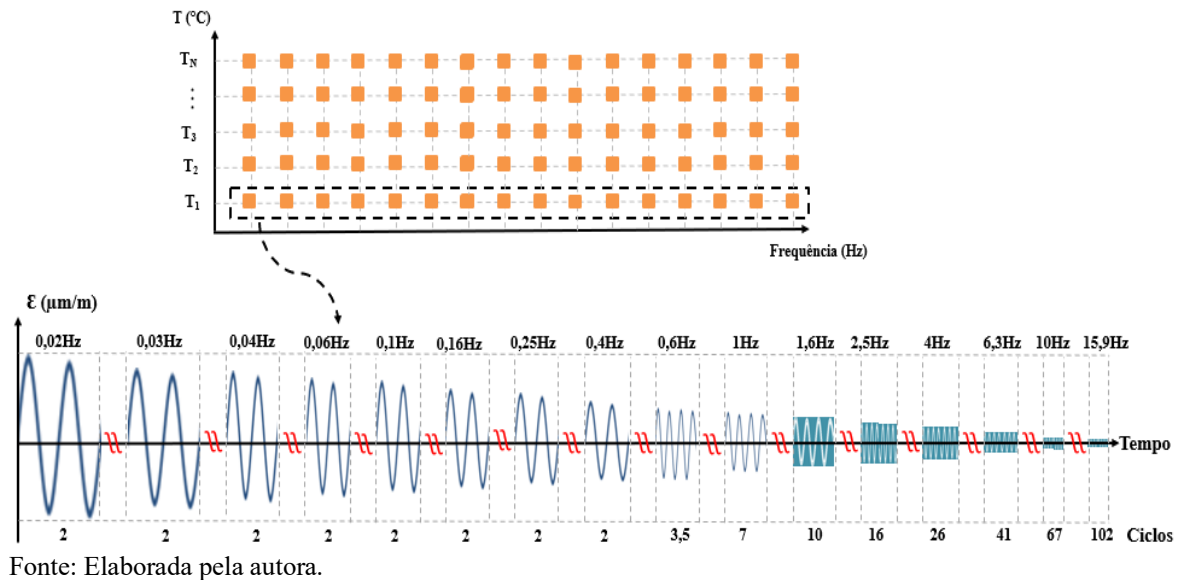 T (°C)
T_N
⋮
T_3
T_2
T_1
Frequência (Hz)
Ɛ (µm/m)
0,02Hz 0,03Hz 0,04Hz 0,06Hz 0,1Hz 0,16Hz 0,25Hz 0,4Hz 0,6Hz 1Hz 1,6Hz 2,5Hz 4Hz 6,3Hz 10Hz 15,9Hz
Tempo
2 2 2 2 2 2 2 2 3,5 7 10 16 26 41 67 102 Ciclos
Fonte: Elaborada pela autora.